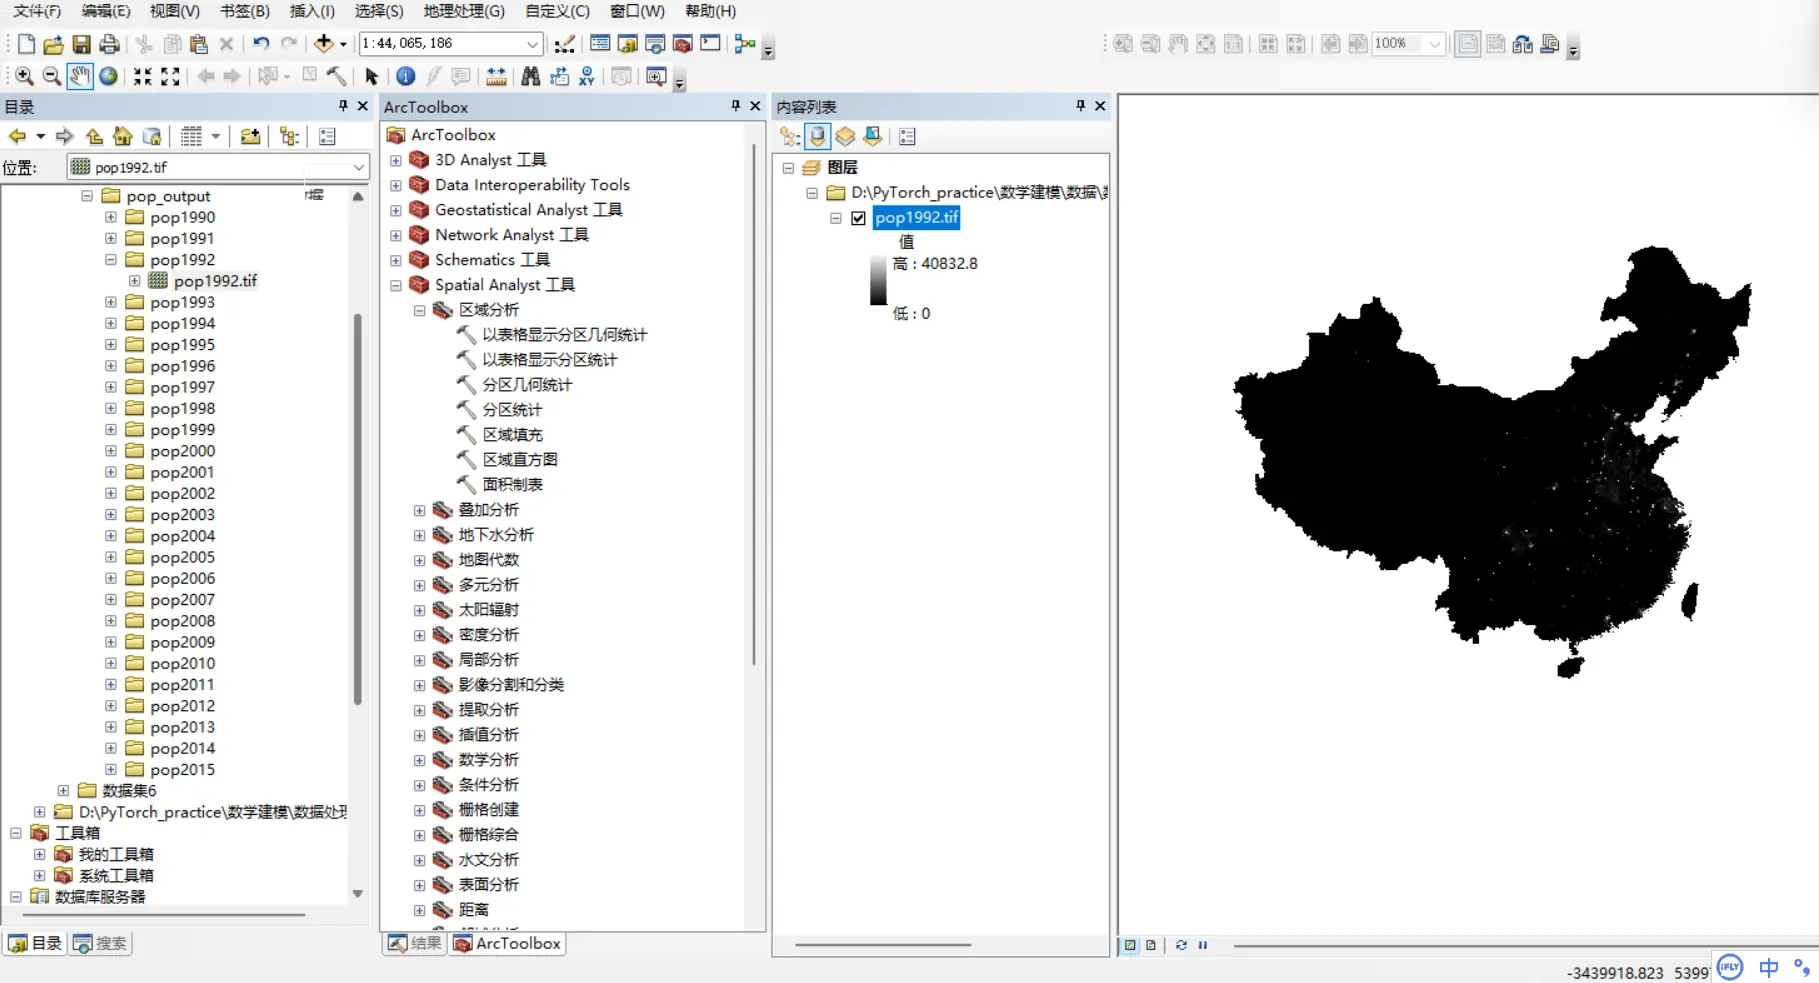 文件(F) 编辑(E) 视图(V) 书签(B) 插入(I) 选择(S) 地理处理(G) 自定义(C) 窗口(W) 帮助(H)
1:44,065,186
100%
目录
位置:
pop1992.tif
pop_output
据
pop1990
pop1991
pop1992
pop1992.tif
pop1993
pop1994
pop1995
pop1996
pop1997
pop1998
pop1999
pop2000
pop2001
pop2002
pop2003
pop2004
pop2005
pop2006
pop2007
pop2008
pop2009
pop2010
pop2011
pop2012
pop2013
pop2014
pop2015
数据集6
D:\PyTorch_practice\数学建模\数据处理
工具箱
我的工具箱
系统工具箱
数据库服务器
目录 搜索
ArcToolbox
ArcToolbox
3D Analyst 工具
Data Interoperability Tools
Geostatistical Analyst 工具
Network Analyst 工具
Schematics 工具
Spatial Analyst 工具
区域分析
以表格显示分区几何统计
以表格显示分区统计
分区几何统计
分区统计
区域填充
区域直方图
面积制表
叠加分析
地下水分析
地图代数
多元分析
太阳辐射
密度分析
局部分析
影像分割和分类
提取分析
插值分析
数学分析
条件分析
栅格创建
栅格综合
水文分析
表面分析
距离
结果 ArcToolbox
内容列表
图层
D:\PyTorch_practice\数学建模\数据\
pop1992.tif
值
高 : 40832.8
低 : 0
XY
-3439918.823 5399
iFLY 中